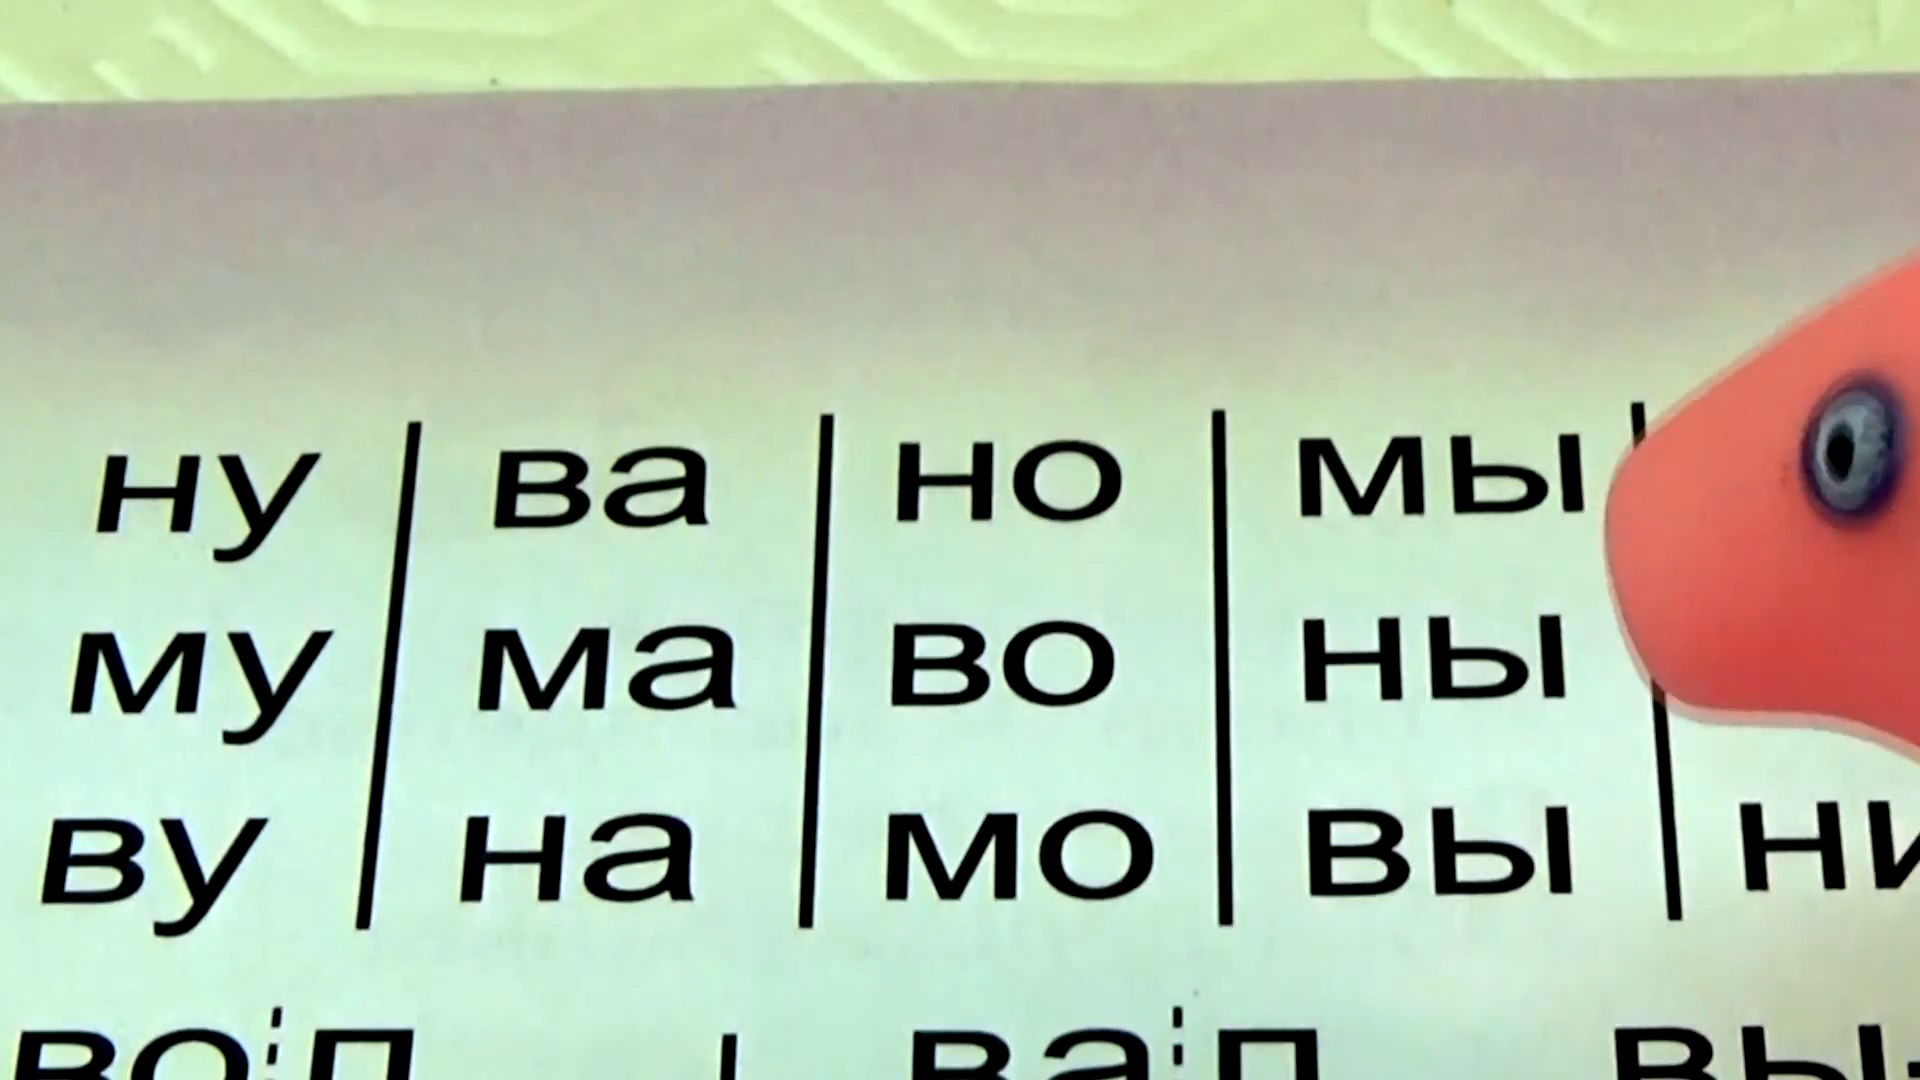 ну ва но мы
му ма во ны
ву на мо вы